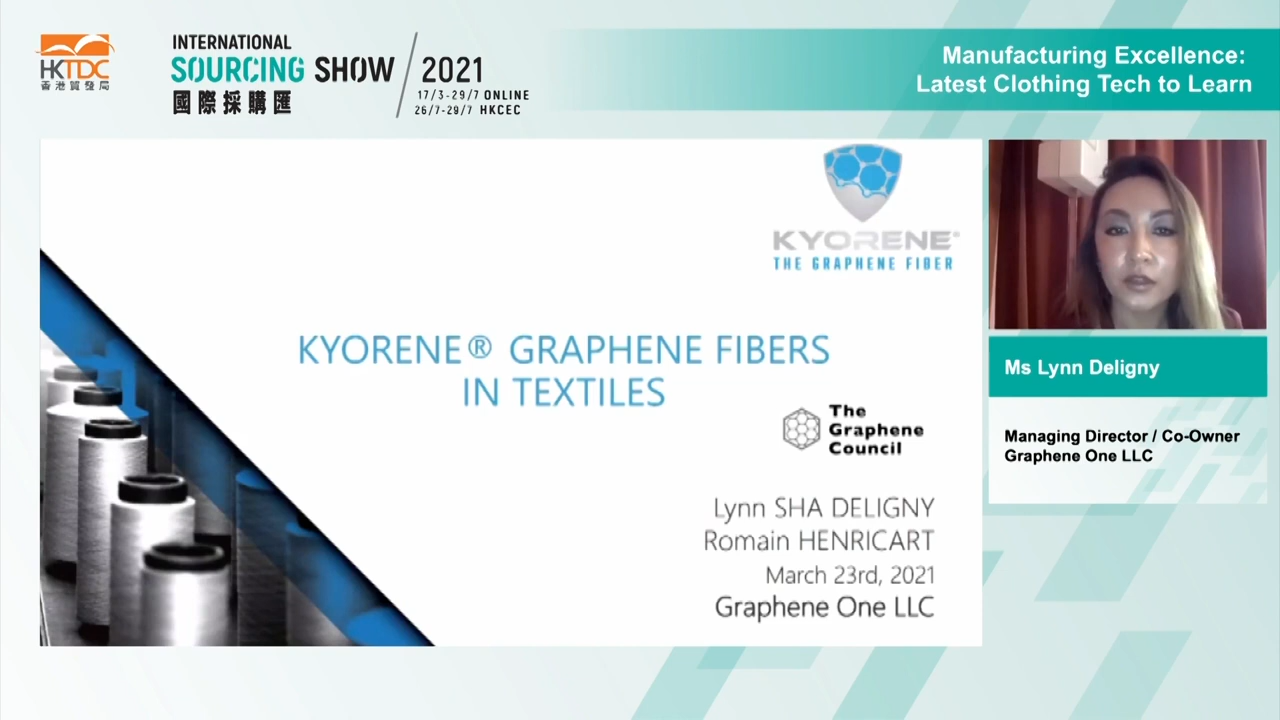 HKTDC
香港貿發局
INTERNATIONAL
SOURCING SHOW
國際採購匯
2021
17/3-29/7 ONLINE
26/7-29/7 HKCEC
Manufacturing Excellence:
Latest Clothing Tech to Learn
KYORENE®
THE GRAPHENE FIBER
KYORENE® GRAPHENE FIBERS
IN TEXTILES
The
Graphene
Council
Lynn SHA DELIGNY
Romain HENRICART
March 23rd, 2021
Graphene One LLC
Ms Lynn Deligny
Managing Director / Co-Owner
Graphene One LLC